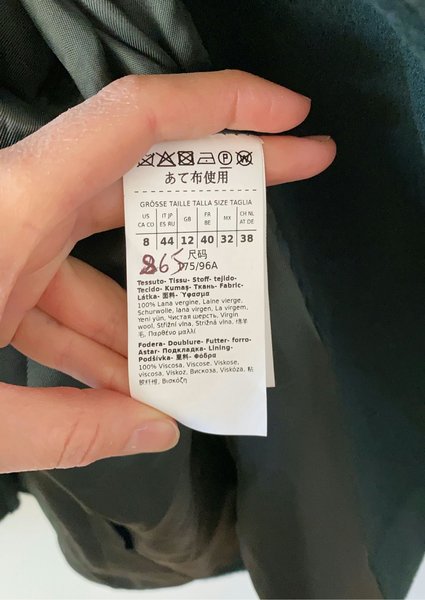 あて布使用
GRÖSSE TAILLE TALLA SIZE TAGLIA
US CA CO IT JP ES RU GB FR BE MX CH NL AT DE
8 44 12 40 32 38
尺码
865
175/96A
Tessuto- Tissu- Stoff- tejido-
Tecido- Kumaş- Ткань- Fabric-
Látka- 面料- Ύφασμα
100% Lana vergine, Laine vierge,
Schurwolle, lana virgen, La virgem,
Yeni yün, Чистая шерсть, Virgin
wool, Střižní vlna, Strižná vlna, 绵羊
毛, Παρθένο μαλλί
Fodera- Doublure- Futter- forro-
Astar- Подкладка- Lining-
Podšívka- 里料- Φόδρα
100% Viscosa, Viscose, Viskose,
viscosa, Viskoz, Вискоза, Viskóza, 粘
胶纤维, Βισκόζη